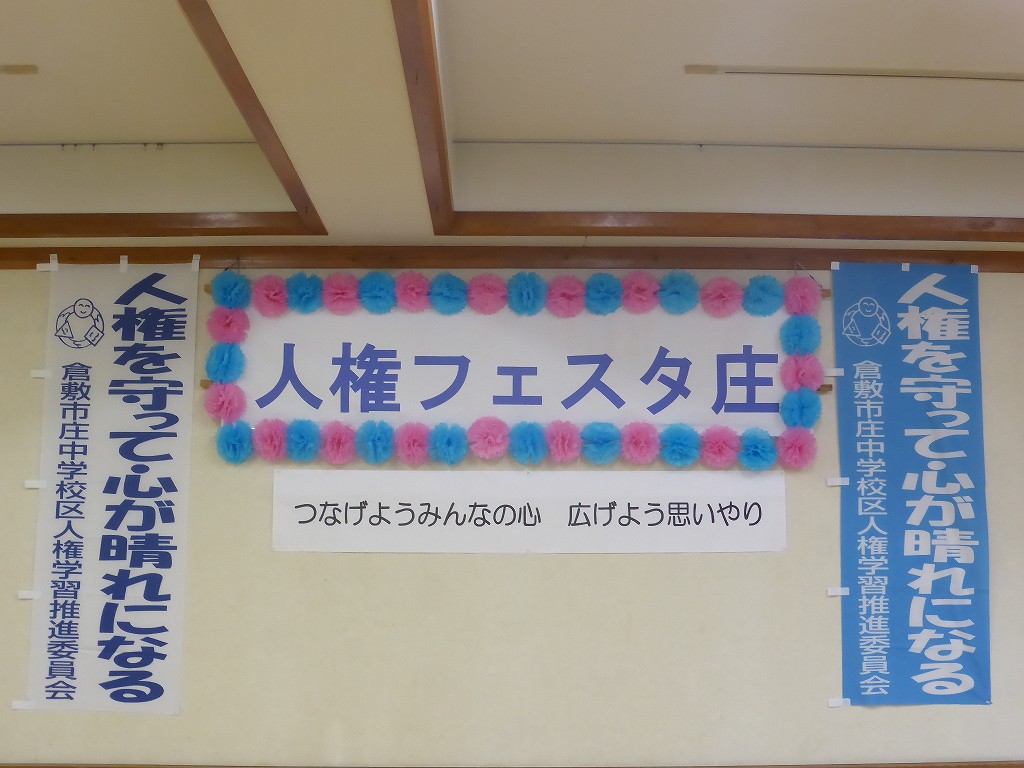 人権フェスタ庄
つなげようみんなの心　広げよう思いやり
人権を守って心が晴れになる
倉敷市庄中学校区人権学習推進委員会
人権を守って心が晴れになる
倉敷市庄中学校区人権学習推進委員会